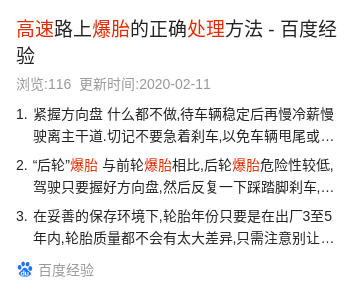 高速路上爆胎的正确处理方法 - 百度经
验
浏览:116 更新时间:2020-02-11
1. 紧握方向盘 什么都不做,待车辆稳定后再慢冷薪慢
驶离主干道.切记不要急着刹车,以免车辆甩尾或…
2. “后轮”爆胎 与前轮爆胎相比,后轮爆胎危险性较低,
驾驶只要握好方向盘,然后反复一下踩踏脚刹车,…
3. 在妥善的保存环境下,轮胎年份只要是在出厂3至5
年内,轮胎质量都不会有太大差异,只需注意别让…
百度经验